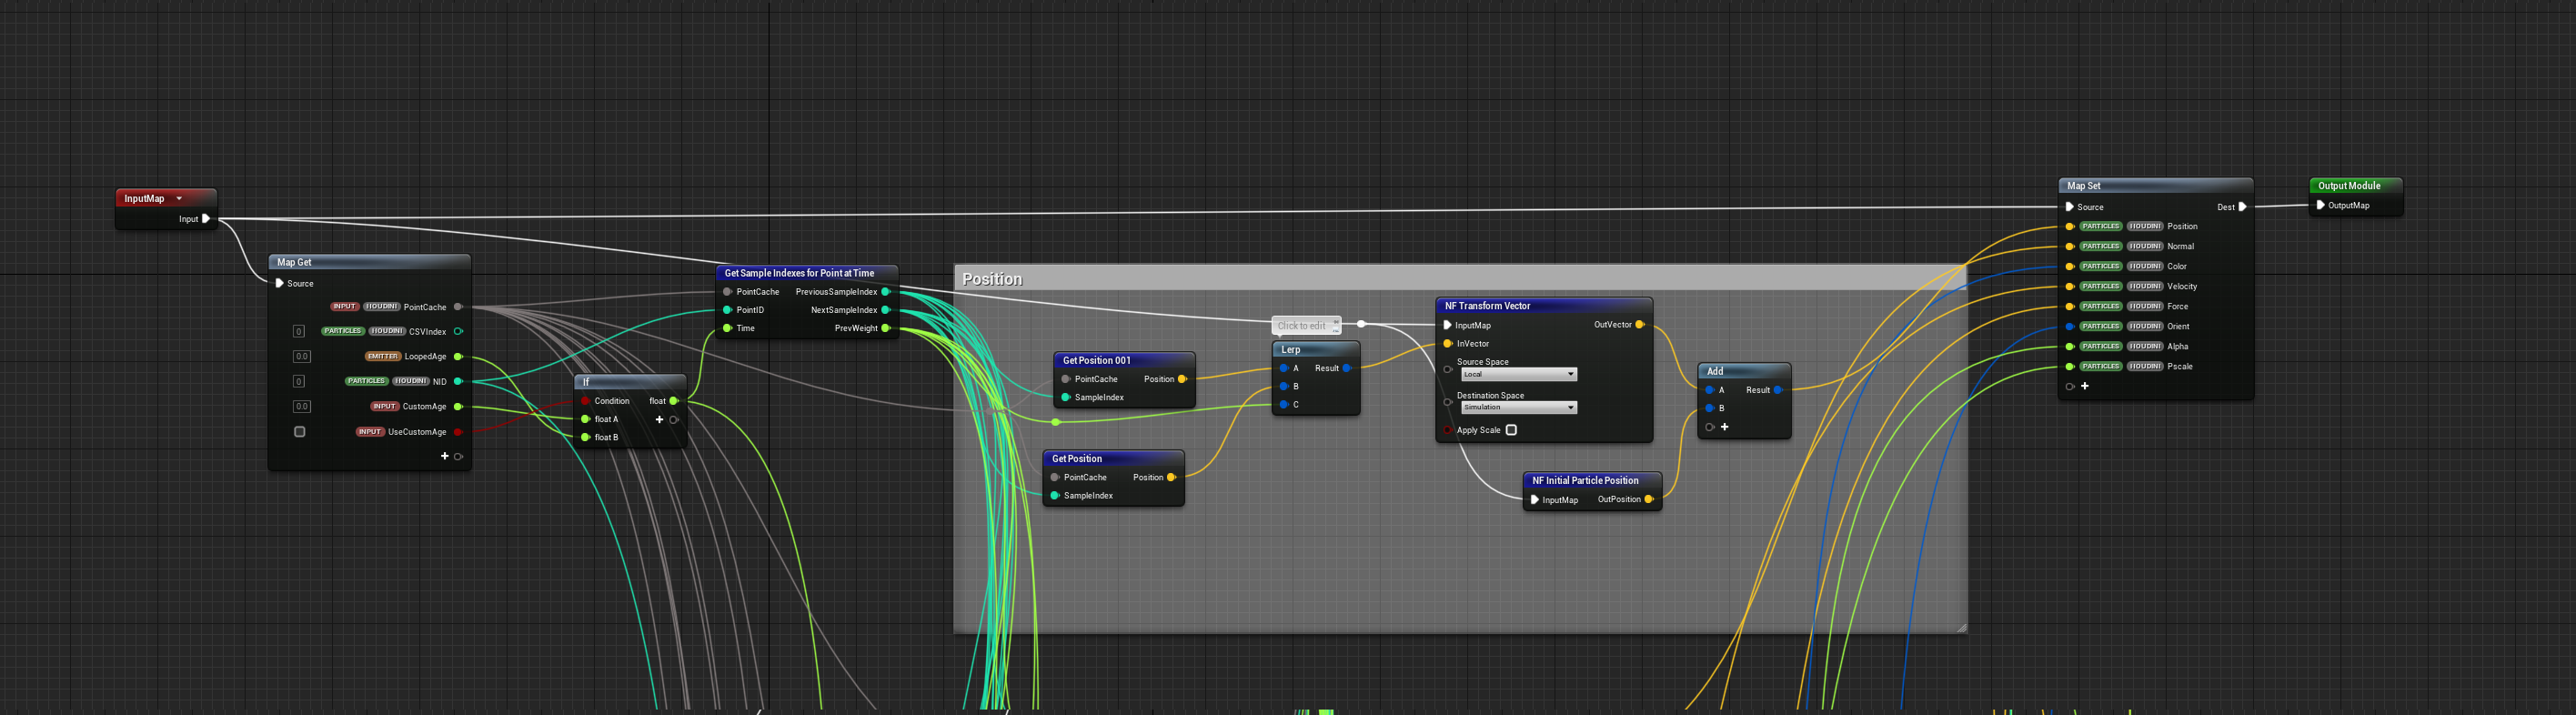 InputMap
Input
Map Get
Source
INPUT HOUDINI PointCache
0 PARTICLES HOUDINI CSVIndex
0.0 EMITTER LoopedAge
0 PARTICLES HOUDINI NID
0.0 INPUT CustomAge
INPUT UseCustomAge
If
Condition float
float A
float B
Get Sample Indexes for Point at Time
PointCache PreviousSampleIndex
PointID NextSampleIndex
Time PrevWeight
Position
Get Position 001
PointCache Position
SampleIndex
Get Position
PointCache Position
SampleIndex
Click to edit
Lerp
A Result
B
C
NF Transform Vector
InputMap OutVector
InVector
Source Space
Local
Destination Space
Simulation
Apply Scale
NF Initial Particle Position
InputMap OutPosition
Add
A Result
B
Map Set
Source Dest
PARTICLES HOUDINI Position
PARTICLES HOUDINI Normal
PARTICLES HOUDINI Color
PARTICLES HOUDINI Velocity
PARTICLES HOUDINI Force
PARTICLES HOUDINI Orient
PARTICLES HOUDINI Alpha
PARTICLES HOUDINI Pscale
Output Module
OutputMap